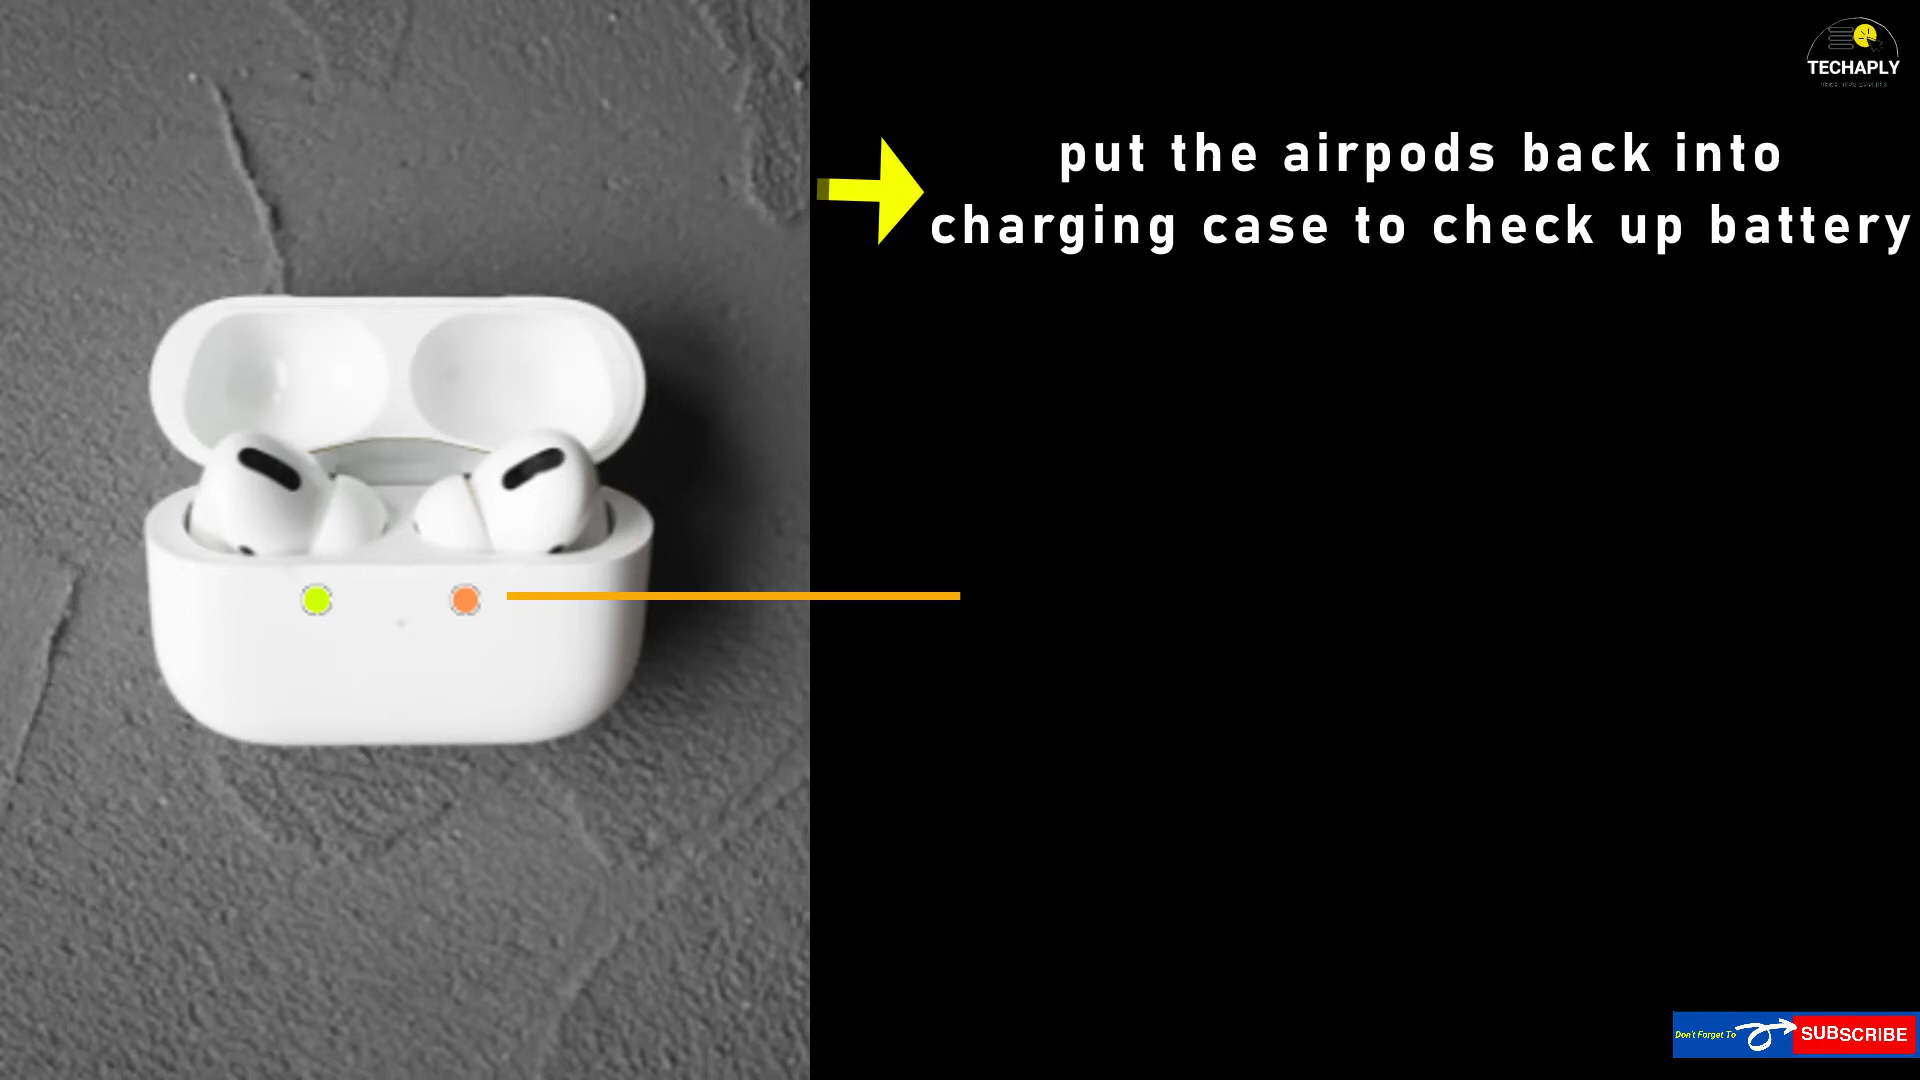 TECHAPLY
put the airpods back into
charging case to check up battery
Don't Forget To
SUBSCRIBE